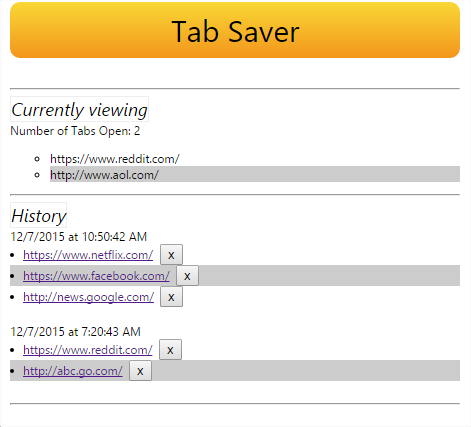 Tab Saver
Currently viewing
Number of Tabs Open: 2
https://www.reddit.com/
http://www.aol.com/
History
12/7/2015 at 10:50:42 AM
https://www.netflix.com/ x
https://www.facebook.com/ x
http://news.google.com/ x
12/7/2015 at 7:20:43 AM
https://www.reddit.com/ x
http://abc.go.com/ x